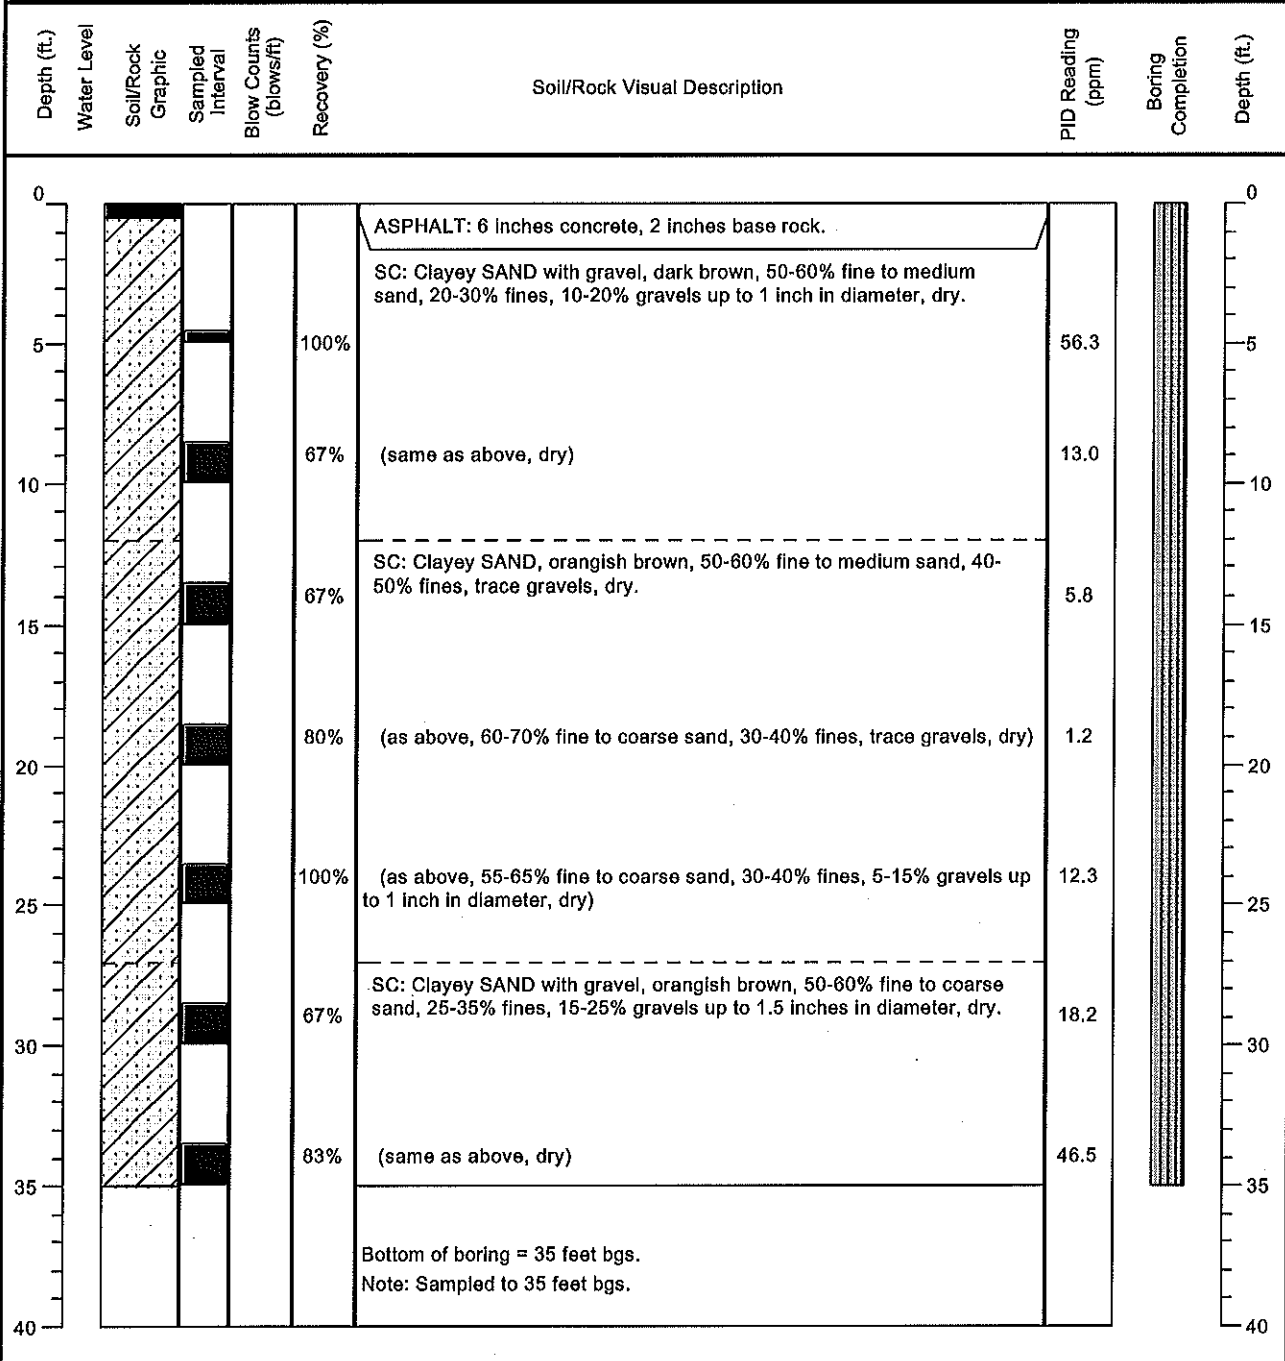 Depth (ft.)
Water Level
Soil/Rock
Graphic
Sampled
Interval
Blow Counts
(blows/ft)
Recovery (%)
Soil/Rock Visual Description
PID Reading
(ppm)
Boring
Completion
Depth (ft.)
0
0
ASPHALT: 6 inches concrete, 2 inches base rock.
SC: Clayey SAND with gravel, dark brown, 50-60% fine to medium
sand, 20-30% fines, 10-20% gravels up to 1 inch in diameter, dry.
5
100%
56.3
5
67%
(same as above, dry)
13.0
10
10
SC: Clayey SAND, orangish brown, 50-60% fine to medium sand, 40-
50% fines, trace gravels, dry.
67%
5.8
15
15
80%
(as above, 60-70% fine to coarse sand, 30-40% fines, trace gravels, dry)
1.2
20
20
100%
(as above, 55-65% fine to coarse sand, 30-40% fines, 5-15% gravels up
to 1 inch in diameter, dry)
12.3
25
25
SC: Clayey SAND with gravel, orangish brown, 50-60% fine to coarse
sand, 25-35% fines, 15-25% gravels up to 1.5 inches in diameter, dry.
67%
18.2
30
30
83%
(same as above, dry)
46.5
35
35
Bottom of boring = 35 feet bgs.
Note: Sampled to 35 feet bgs.
40
40